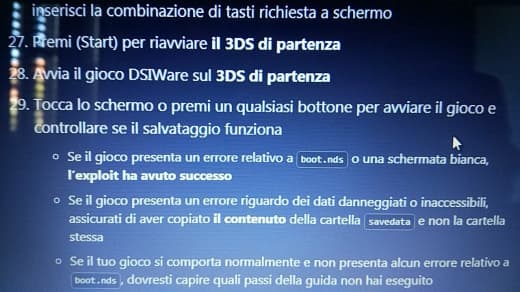 inserisci la combinazione di tasti richiesta a schermo
27. Premi (Start) per riavviare il 3DS di partenza
28. Avvia il gioco DSIWare sul 3DS di partenza
29. Tocca lo schermo o premi un qualsiasi bottone per avviare il gioco e
controllare se il salvataggio funziona
Se il gioco presenta un errore relativo a boot.nds o una schermata bianca,
l'exploit ha avuto successo
Se il gioco presenta un errore riguardo dei dati danneggiati o inaccessibili,
assicurati di aver copiato il contenuto della cartella savedata e non la cartella
stessa
Se il tuo gioco si comporta normalmente e non presenta alcun errore relativo a
boot.nds, dovresti capire quali passi della guida non hai eseguito